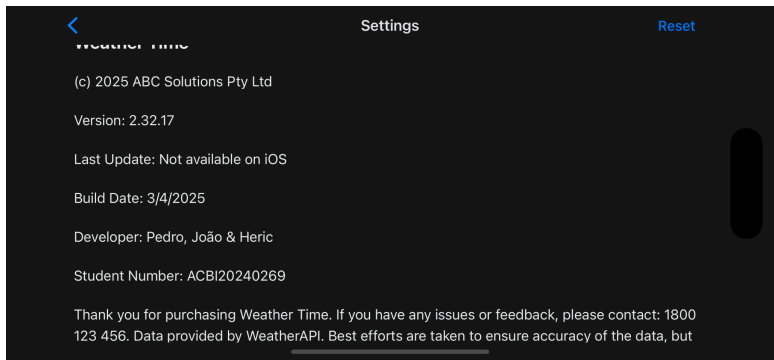 Settings
Reset
Weather Time
(c) 2025 ABC Solutions Pty Ltd
Version: 2.32.17
Last Update: Not available on iOS
Build Date: 3/4/2025
Developer: Pedro, João & Heric
Student Number: ACBI20240269
Thank you for purchasing Weather Time. If you have any issues or feedback, please contact: 1800
123 456. Data provided by WeatherAPI. Best efforts are taken to ensure accuracy of the data, but